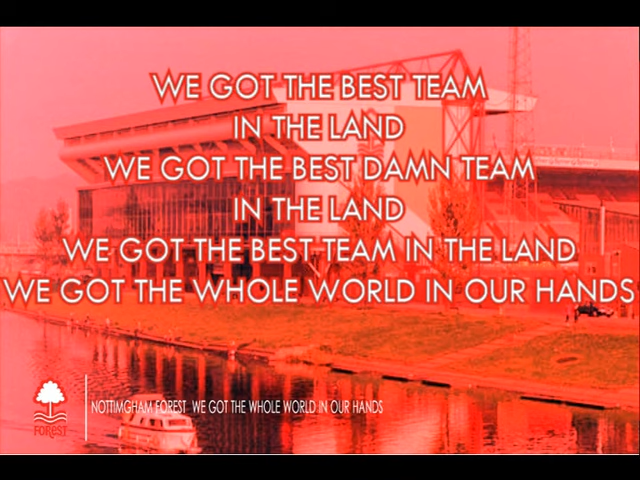 WE GOT THE BEST TEAM
IN THE LAND
WE GOT THE BEST DAMN TEAM
IN THE LAND
WE GOT THE BEST TEAM IN THE LAND
WE GOT THE WHOLE WORLD IN OUR HANDS
NOTTIMGHAM FOREST WE GOT THE WHOLE WORLD IN OUR HANDS
FOREST